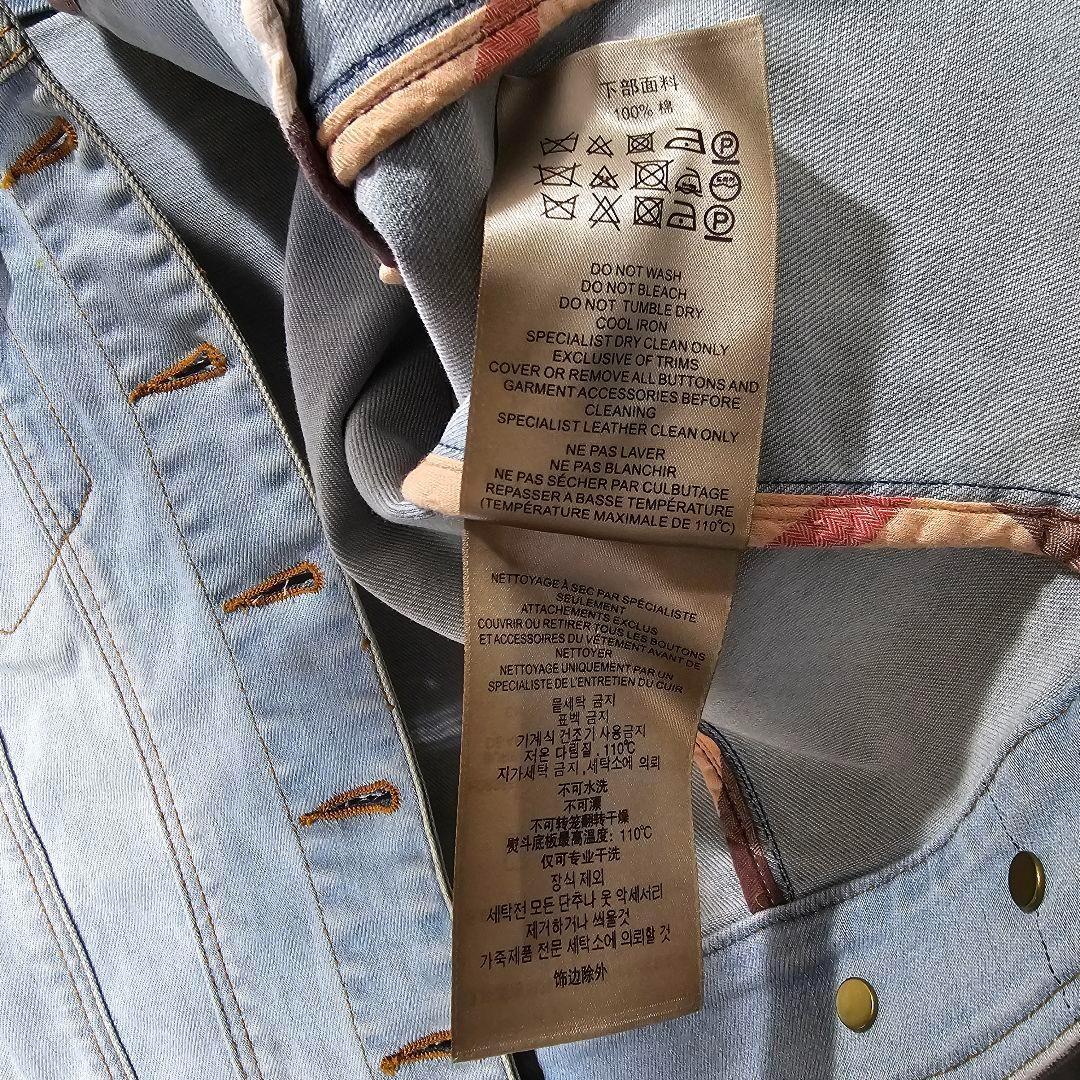 下部面料
100% 棉
DO NOT WASH
DO NOT BLEACH
DO NOT TUMBLE DRY
COOL IRON
SPECIALIST DRY CLEAN ONLY
EXCLUSIVE OF TRIMS
COVER OR REMOVE ALL BUTTONS AND
GARMENT ACCESSORIES BEFORE
CLEANING
SPECIALIST LEATHER CLEAN ONLY
NE PAS LAVER
NE PAS BLANCHIR
NE PAS SÉCHER PAR CULBUTAGE
REPASSER A BASSE TEMPÉRATURE
(TEMPÉRATURE MAXIMALE DE 110℃)
NETTOYAGE À SEC PAR SPÉCIALISTE
SEULEMENT
ATTACHEMENTS EXCLUS
COUVRIR OU RETIRER TOUS LES BOUTONS
ET ACCESSOIRES DU VÊTEMENT AVANT DE
NETTOYER
NETTOYAGE UNIQUEMENT PAR UN
SPECIALISTE DE L'ENTRETIEN DU CUIR
물세탁 금지
표백 금지
기계식 건조기 사용금지
저온 다림질 . 110℃
자가세탁 금지,세탁소에 의뢰
不可水洗
不可漂
不可转笼翻转干燥
熨斗底板最高温度: 110℃
仅可专业干洗
장식 제외
세탁전 모든 단추나 옷 악세서리
제거하거나 씌울것
가죽제품 전문 세탁소에 의뢰할 것
饰边除外